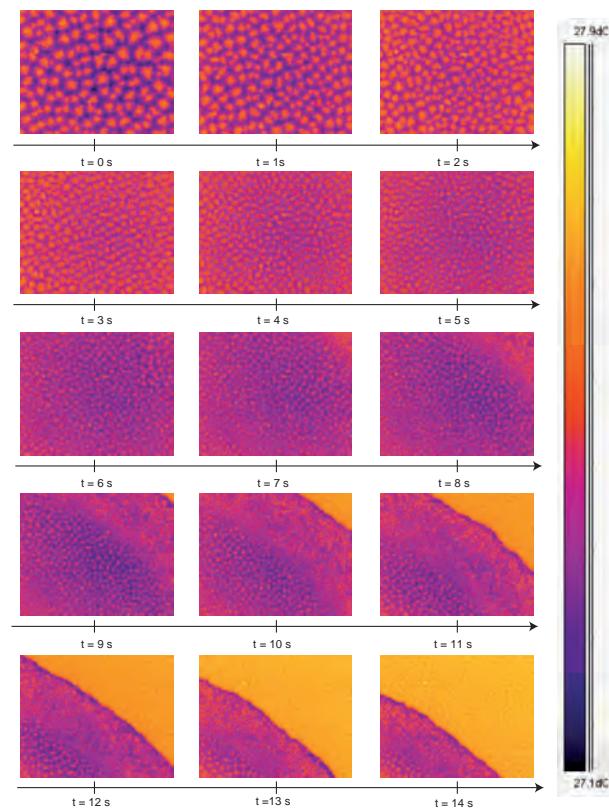 27.9dC
t = 0 s
t = 1s
t = 2 s
t = 3 s
t = 4 s
t = 5 s
t = 6 s
t = 7 s
t = 8 s
t = 9 s
t = 10 s
t = 11 s
t = 12 s
t =13 s
t = 14 s
27.1dC